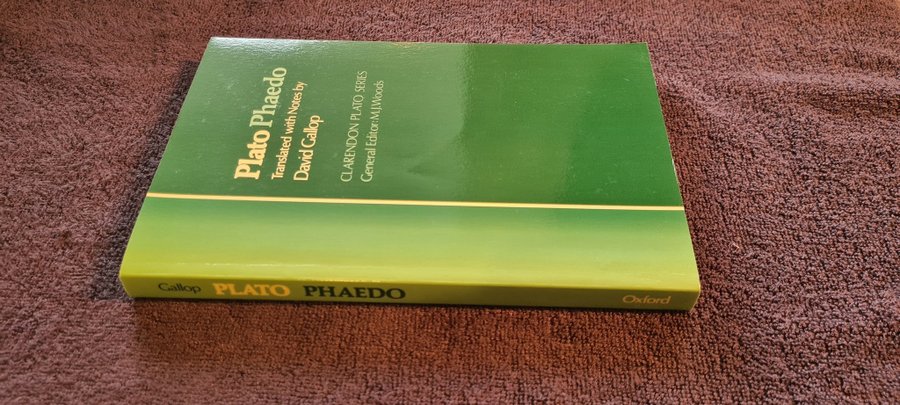 Plato Phaedo
Translated with Notes by
David Gallop
CLARENDON PLATO SERIES
General Editor: M.J.Woods
Gallop PLATO PHAEDO Oxford